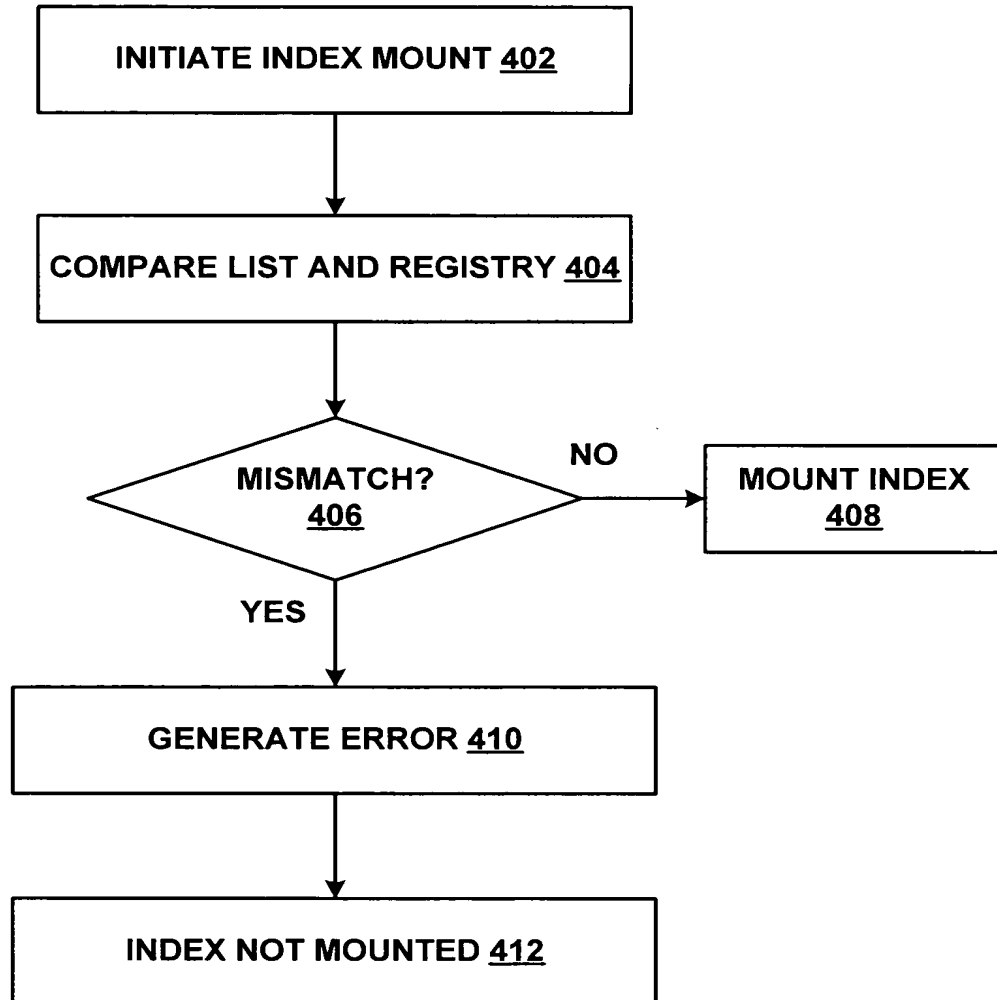 INITIATE INDEX MOUNT 402
COMPARE LIST AND REGISTRY 404
MISMATCH?
406
NO
MOUNT INDEX
408
YES
GENERATE ERROR 410
INDEX NOT MOUNTED 412